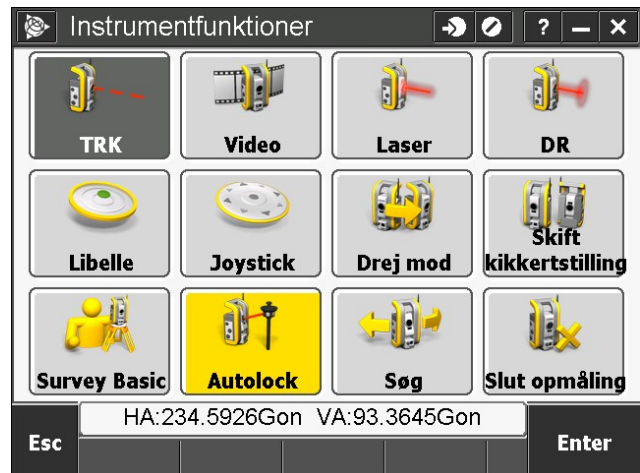 Instrumentfunktioner
?
TRK
Video
Laser
DR
Libelle
Joystick
Drej mod
Skift
kikkertstilling
Survey Basic
Autolock
Søg
Slut opmåling
HA:234.5926Gon VA:93.3645Gon
Esc
Enter